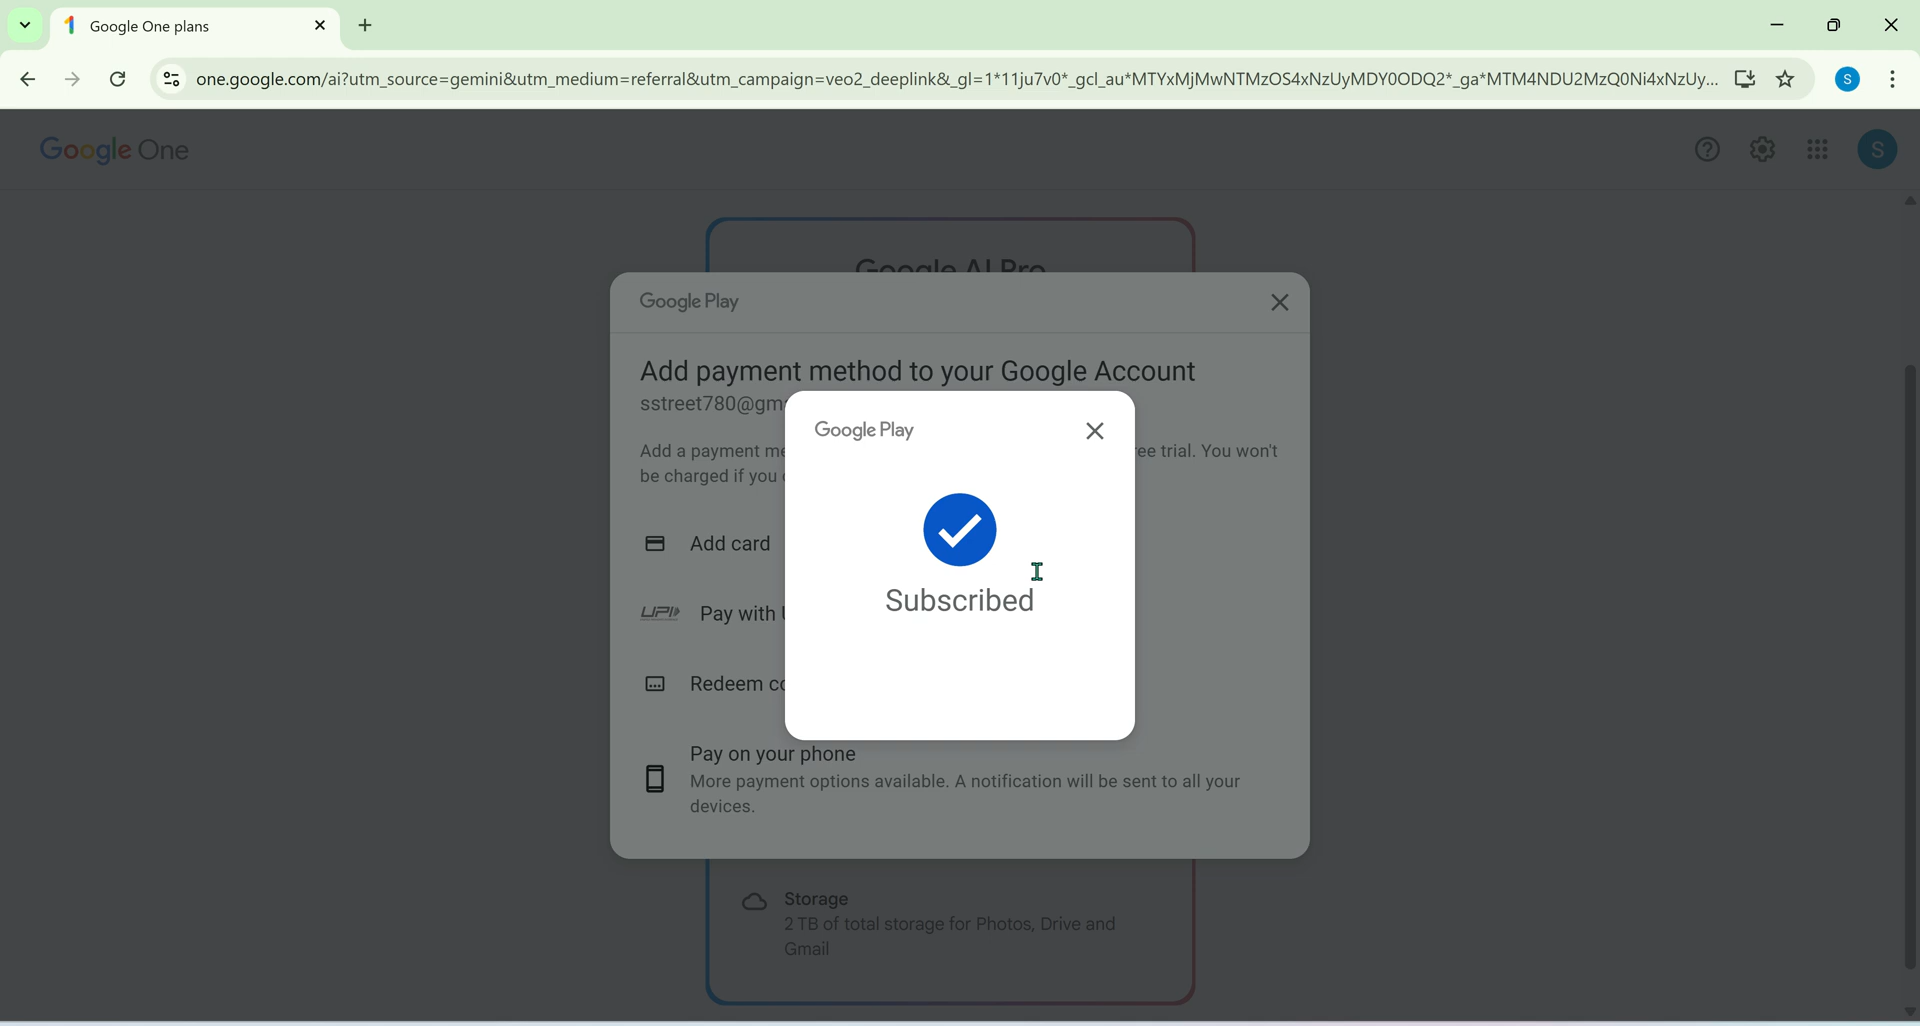 Google One plans
one.google.com/ai?utm_source=gemini&utm_medium=referral&utm_campaign=veo2_deeplink&_gl=1*11ju7v0*_gcl_au*MTYxMjMwNTMzOS4xNzUyMDY0ODQ2*_ga*MTM4NDU2MzQ0Ni4xNzUy...
S
Google One
S
Google AI Pro
Google Play
Add payment method to your Google Account
Google Play
Add a payment
ee trial. You won't
be charged if you
Subscribed
Add card
Pay with
Redeem
Pay on your phone
More payment options available. A notification will be sent to all your
devices.
Storage
2 TB of total storage for Photos, Drive and
Gmail